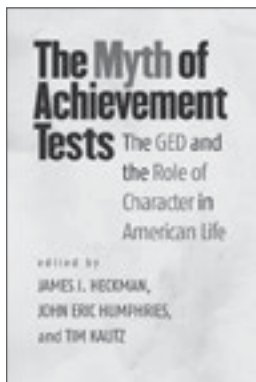 The Myth of
Achievement
Tests The GED and
the Role of
Character in
American Life
edited by
JAMES J. HECKMAN,
JOHN ERIC HUMPHRIES,
and TIM KAUTZ